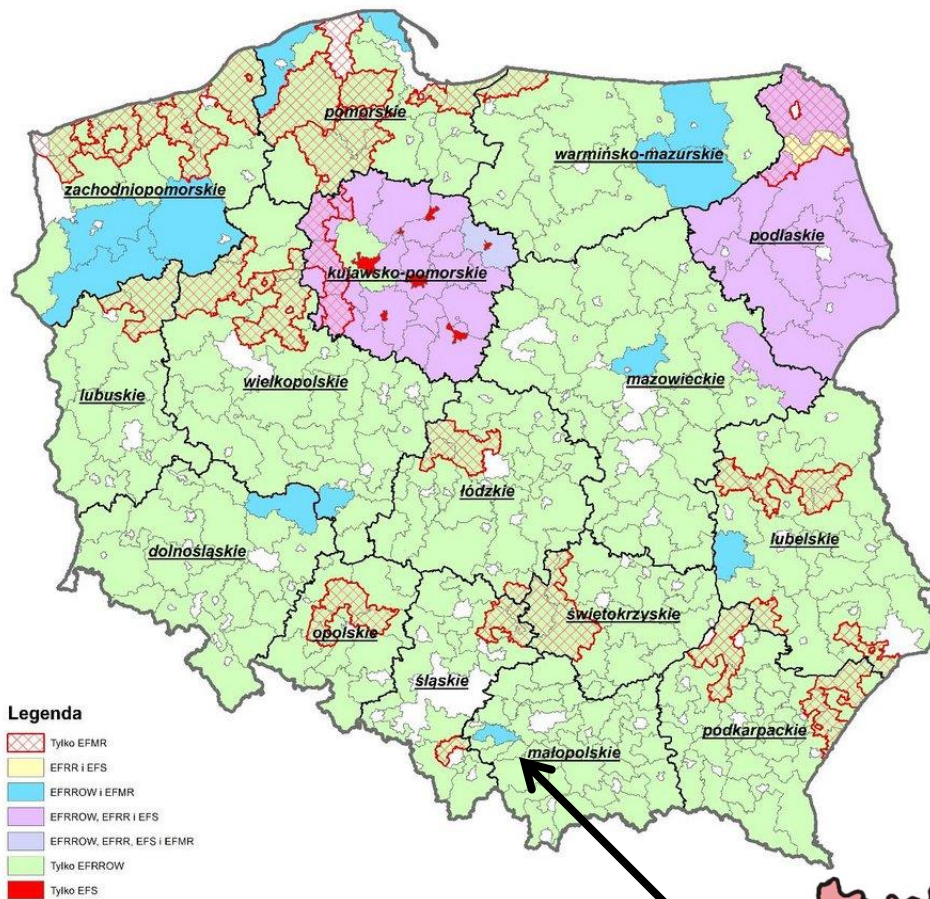 pomorskie
warmińsko-mazurskie
zachodniopomorskie
podlaskie
kujawsko-pomorskie
wielkopolskie
mazowieckie
lubuskie
łódzkie
lubelskie
dolnośląskie
świetokrzyskie
opolskie
śląskie
podkarpackie
małopolskie
Legenda
Tylko EFMR
EFRR i EFS
EFRROW i EFMR
EFRROW, EFRR i EFS
EFRROW, EFRR, EFS i EFMR
Tylko EFRROW
Tylko EFS